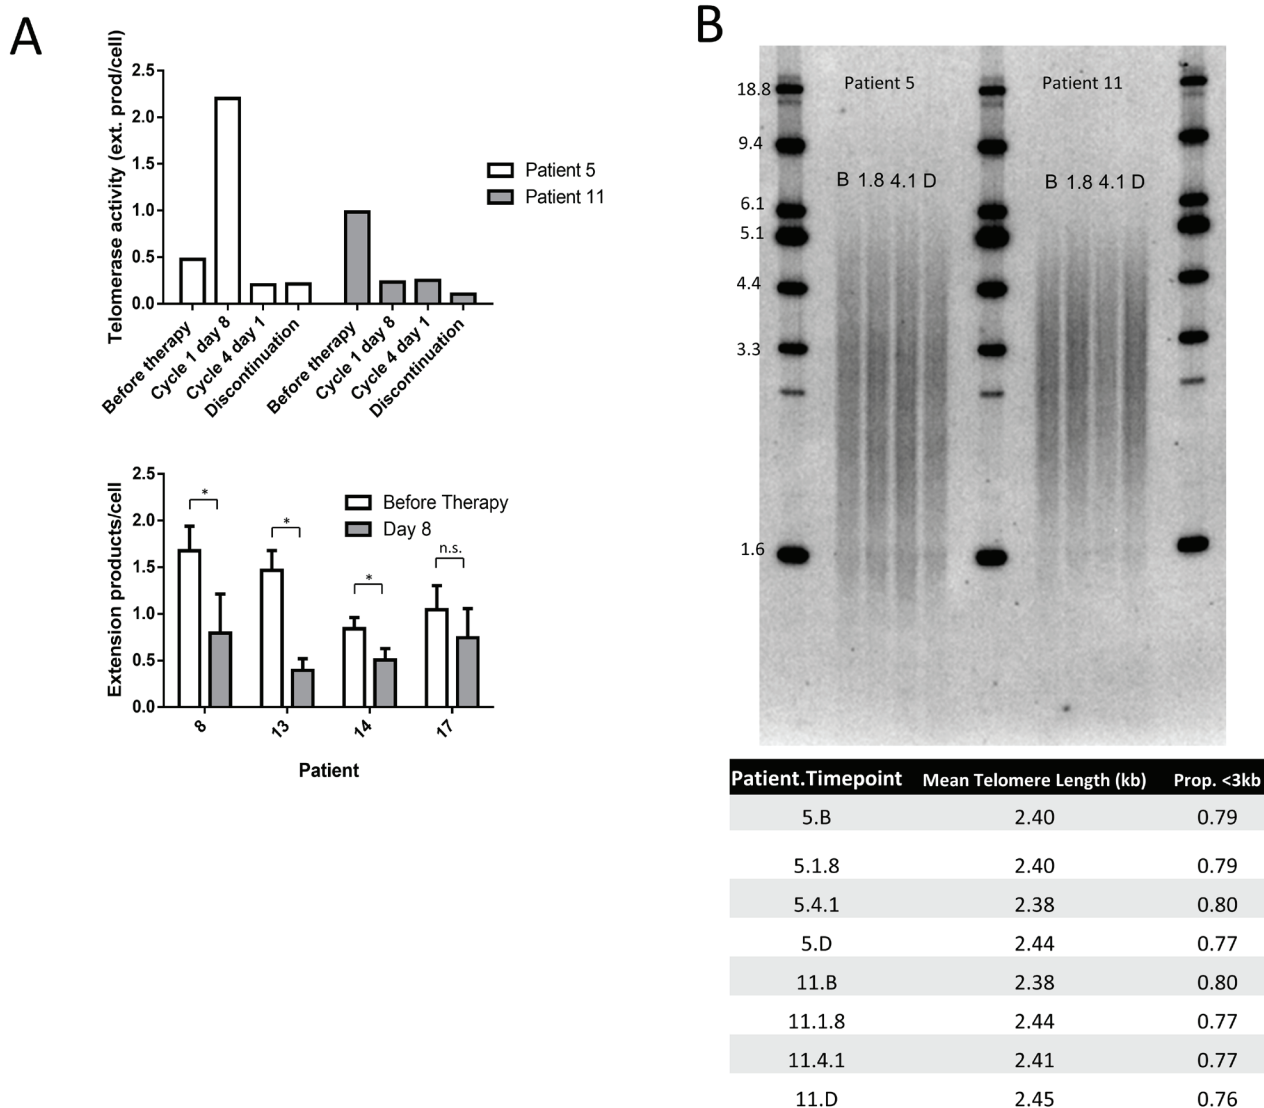 A
Telomerase activity (ext. prod/cell)
2.5
2.0
1.5
1.0
0.5
0.0
Before therapy
Cycle 1 day 8
Cycle 4 day 1
Discontinuation
Before therapy
Cycle 1 day 8
Cycle 4 day 1
Discontinuation
Patient 5
Patient 11
Extension products/cell
2.5
2.0
1.5
1.0
0.5
0.0
*
*
*
n.s.
Before Therapy
Day 8
8
13
14
17
Patient
B
Patient 5
Patient 11
18.8
9.4
6.1
5.1
4.4
3.3
1.6
B 1.8 4.1 D
B 1.8 4.1 D
Patient.Timepoint Mean Telomere Length (kb) Prop. <3kb
5.B 2.40 0.79
5.1.8 2.40 0.79
5.4.1 2.38 0.80
5.D 2.44 0.77
11.B 2.38 0.80
11.1.8 2.44 0.77
11.4.1 2.41 0.77
11.D 2.45 0.76